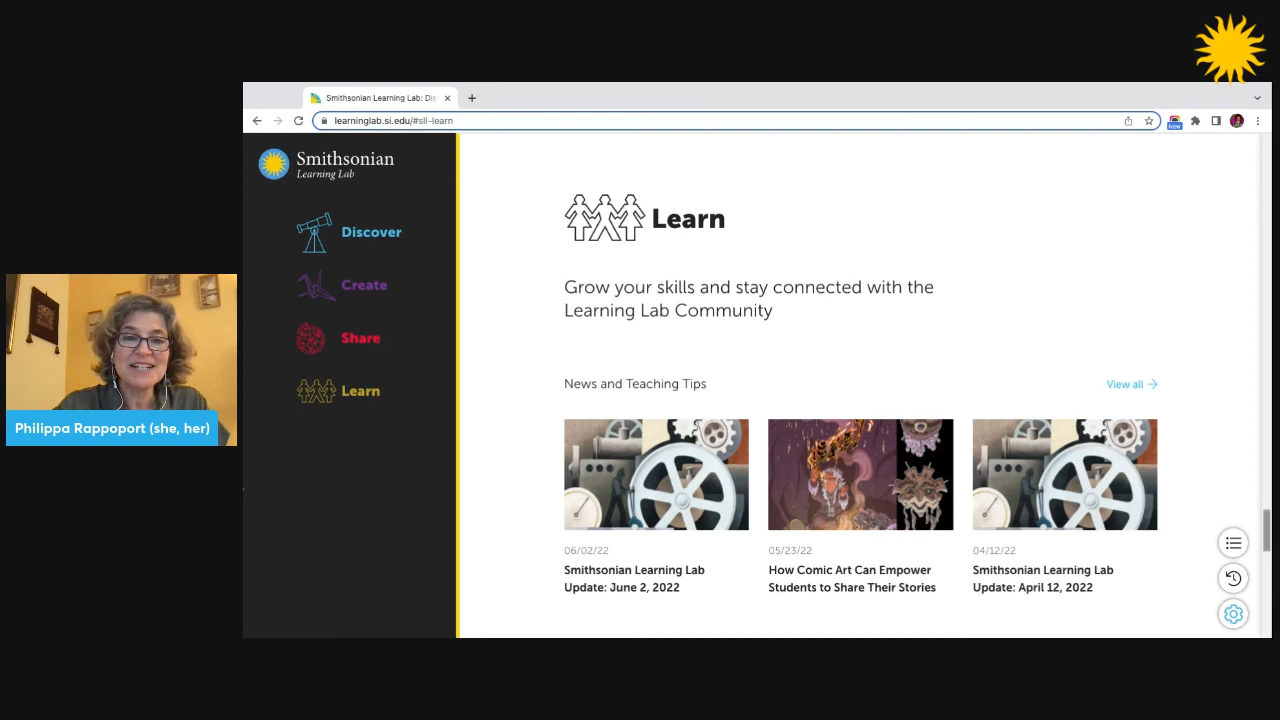 Smithsonian Learning Lab: Dis
learninglab.si.edu/#sll-learn
New
Smithsonian
Learning Lab
Discover
Create
Share
Learn
Philippa Rappoport (she, her)
Learn
Grow your skills and stay connected with the
Learning Lab Community
News and Teaching Tips
View all
06/02/22
Smithsonian Learning Lab
Update: June 2, 2022
05/23/22
How Comic Art Can Empower
Students to Share Their Stories
04/12/22
Smithsonian Learning Lab
Update: April 12, 2022